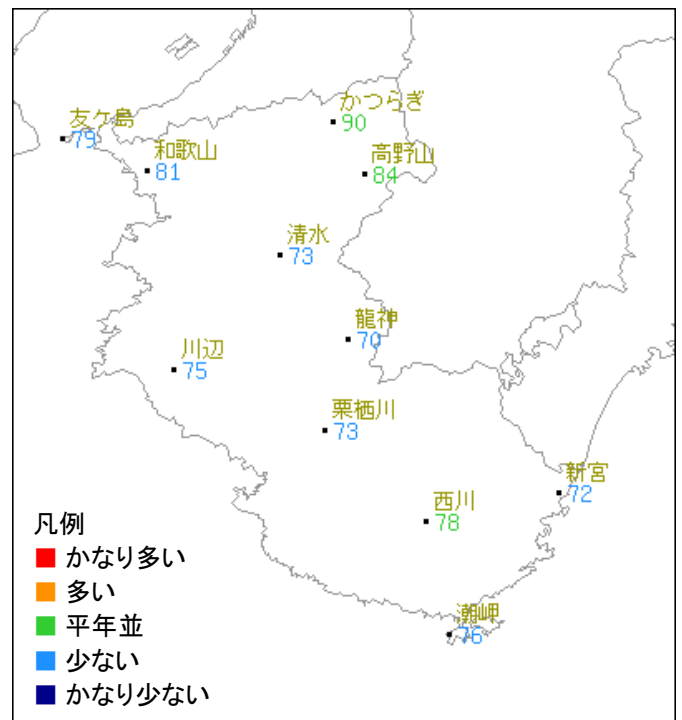 かつらぎ
90
友ケ島
79
和歌山
81
高野山
84
清水
73
龍神
70
川辺
75
栗栖川
73
新宮
72
西川
78
潮岬
76
凡例
かなり多い
多い
平年並
少ない
かなり少ない